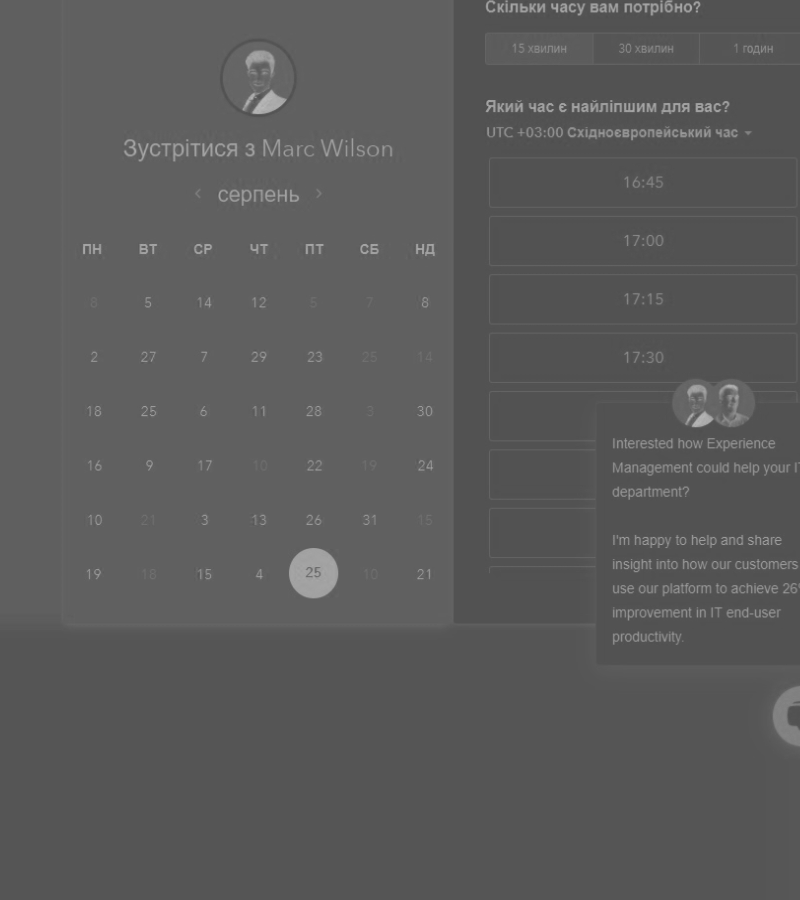 Зустрітися з Marc Wilson
серпень
ПН ВТ СР ЧТ ПТ СБ НД
8 5 14 12 5 7 8
2 27 7 29 23 25 14
18 25 6 11 28 3 30
16 9 17 10 22 19 24
10 21 3 13 26 31 15
19 18 15 4 25 10 21
Скільки часу вам потрібно?
15 хвилин 30 хвилин 1 годин
Який час є найліпшим для вас?
UTC +03:00 Східноєвропейський час
16:45
17:00
17:15
17:30
Interested how Experience
Management could help your IT
department?
I'm happy to help and share
insight into how our customers
use our platform to achieve 26
improvement in IT end-user
productivity.